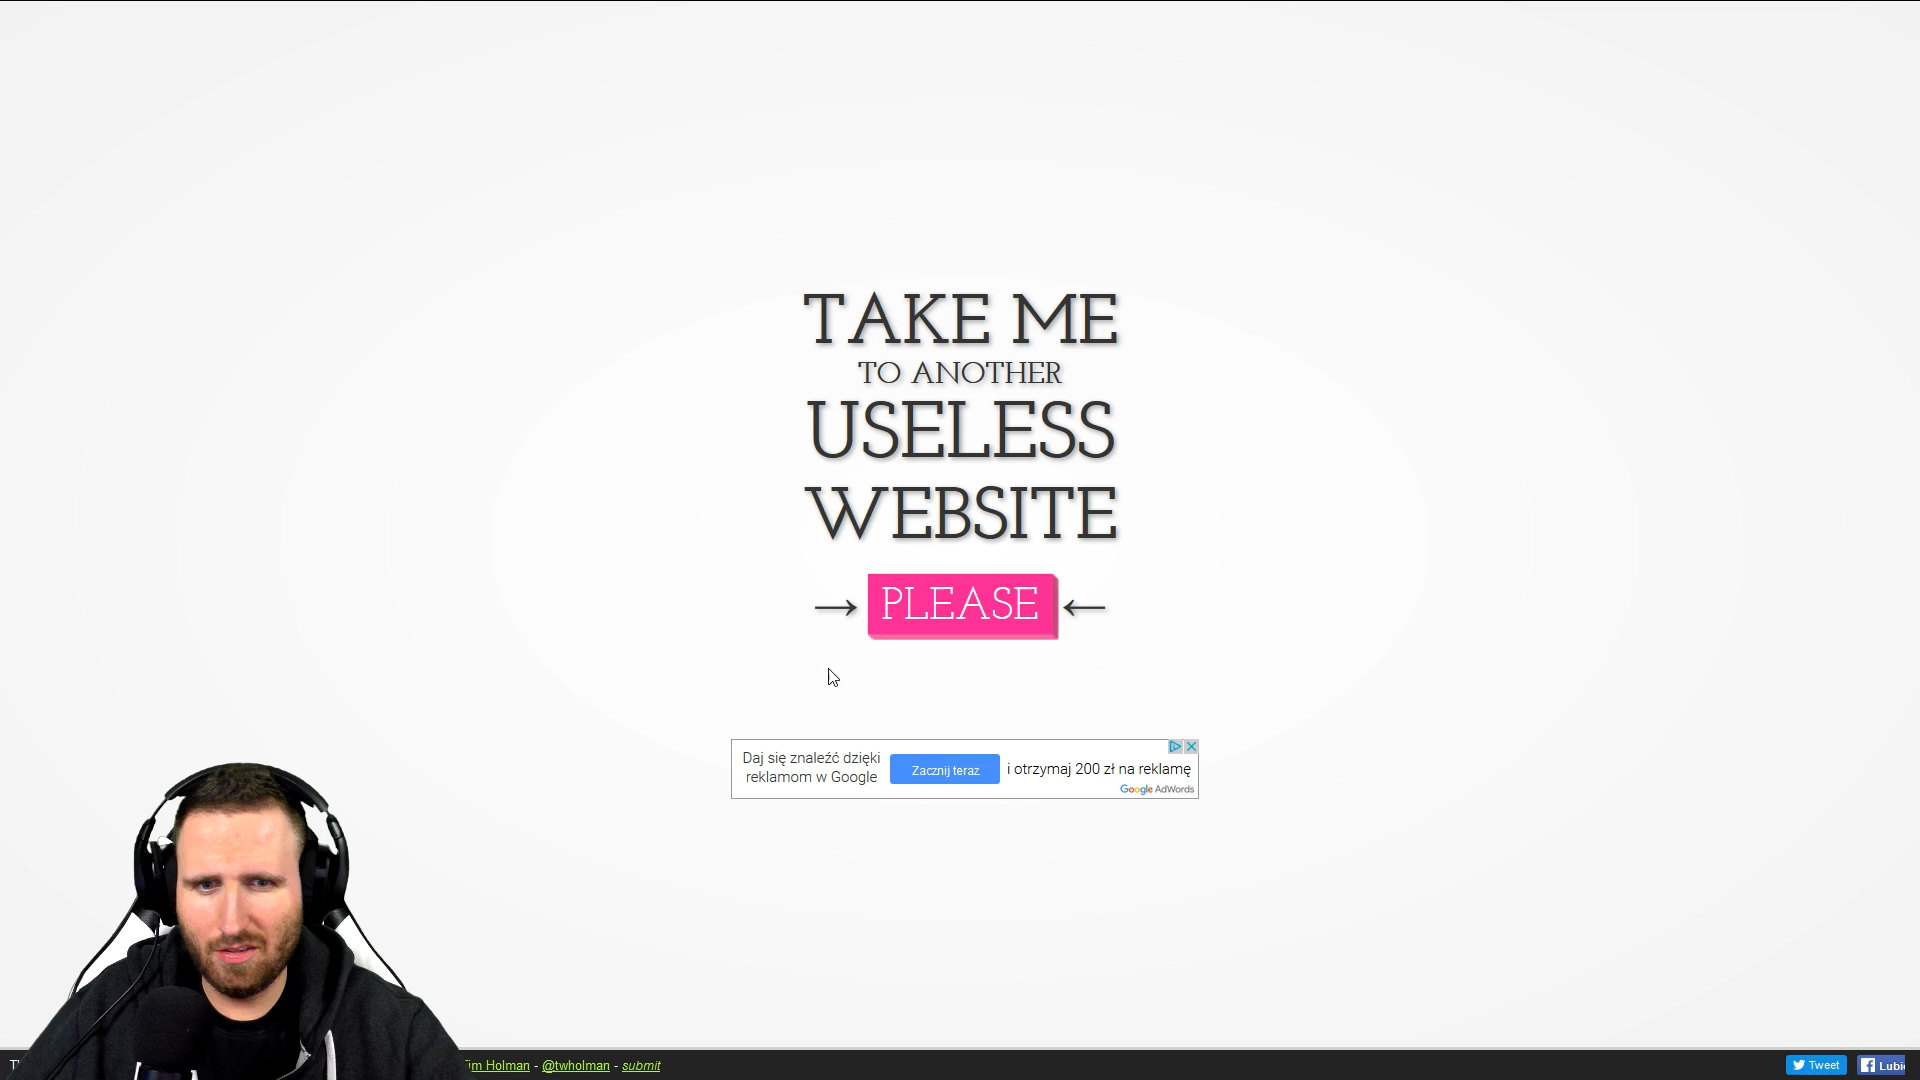 TAKE ME
TO ANOTHER
USELESS
WEBSITE
→ PLEASE ←
Daj się znaleźć dzięki
reklamom w Google
Zacznij teraz
i otrzymaj 200 zł na reklamę
Google AdWords
Tim Holman - @twholman - submit
Tweet